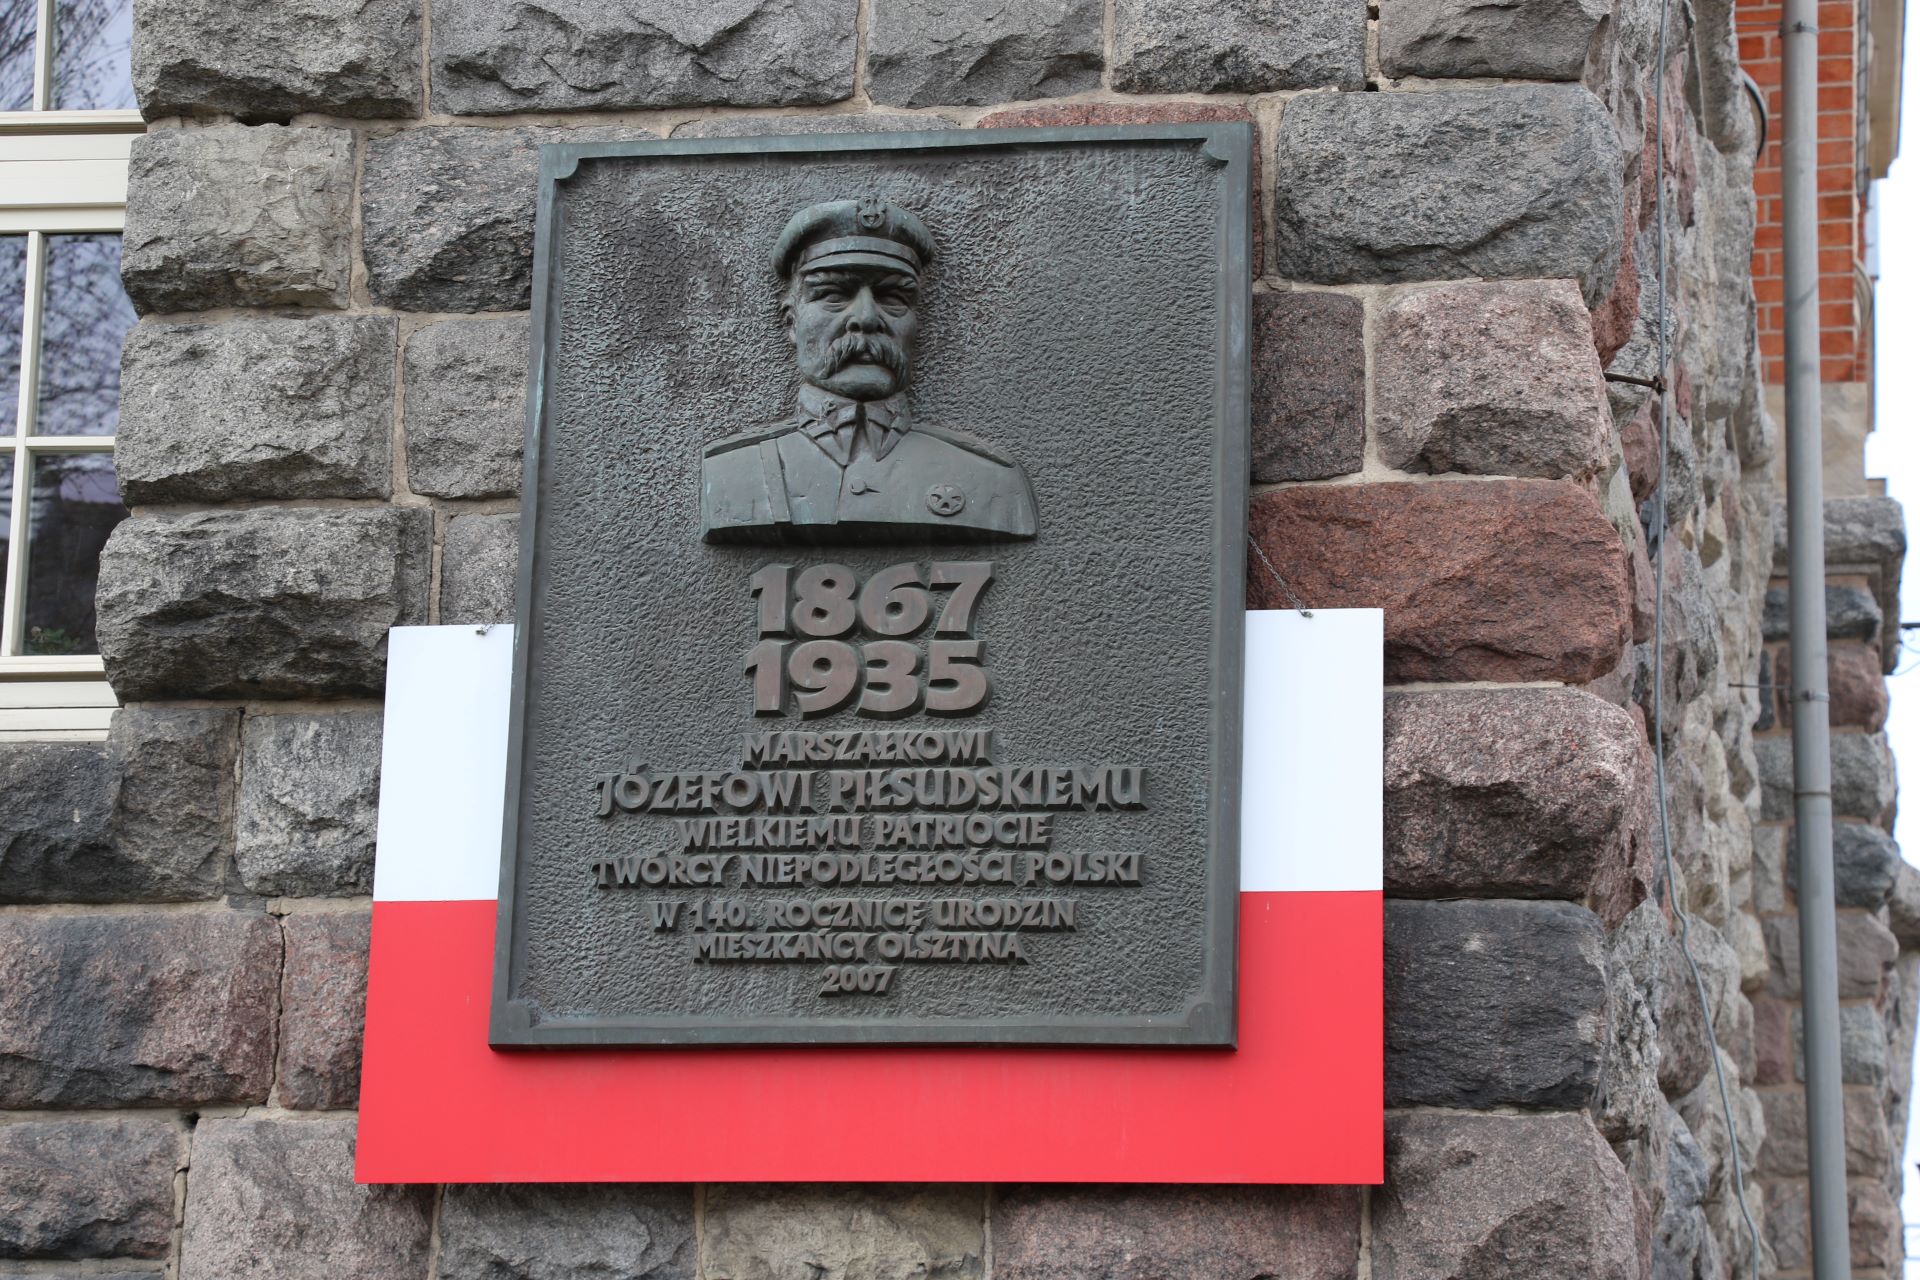 1867
1935
MARSZAŁKOWI
JÓZEFOWI PIŁSUDSKIEMU
WIELKIEMU PATRIOCIE
TWÓRCY NIEPODLEGŁOŚCI POLSKI
W 140. ROCZNICĘ URODZIN
MIESZKAŃCY OLSZTYNA
2007